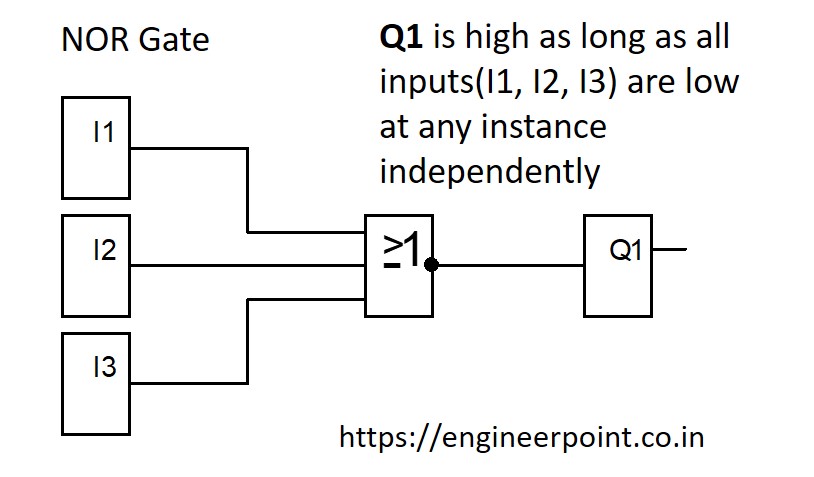 NOR Gate
Q1 is high as long as all
inputs(I1, I2, I3) are low
at any instance
independently
I1
I2
I3
≥1
Q1
https://engineerpoint.co.in